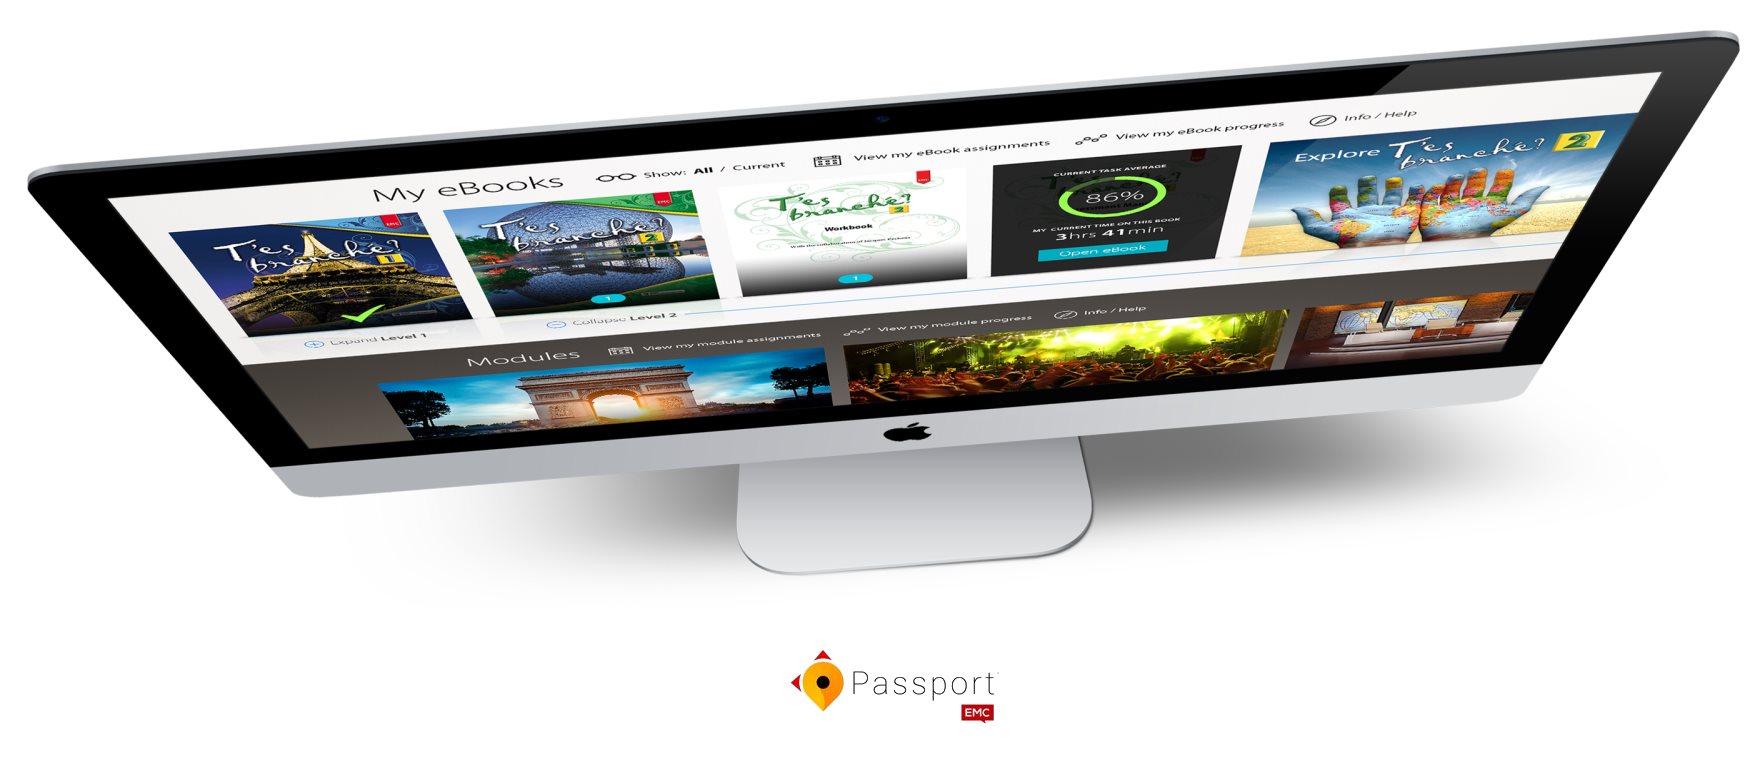 My eBooks
Show: All / Current
View my eBook assignments
View my eBook progress
Info / Help
T'es branché? 1
EMC
T'es branché? 2
EMC
1
T'es branché? 2
EMC
Workbook
With the collaboration of Jacques Pécheur
1
CURRENT TASK AVERAGE
86%
MY CURRENT TIME ON THIS BOOK
3hrs 41min
Open eBook
Explore T'es branché? 2
Expand Level 1
Collapse Level 2
Modules
View my module assignments
View my module progress
Info / Help
Passport
EMC